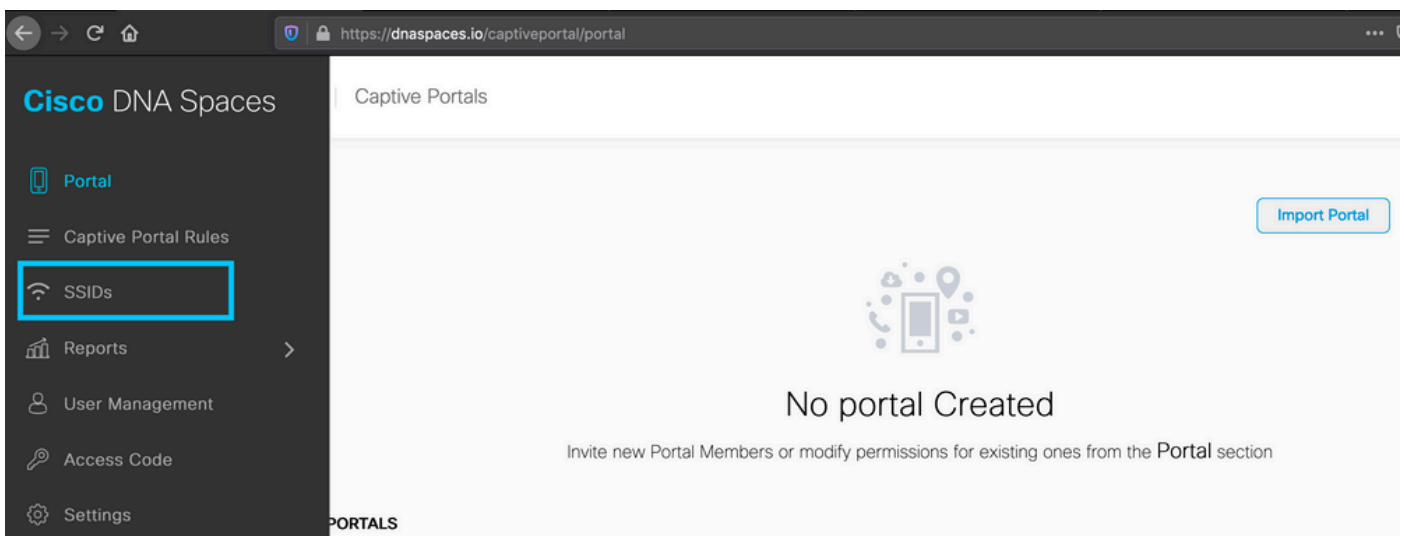 https://dnaspaces.io/captiveportal/portal
Cisco DNA Spaces
Captive Portals
Portal
Import Portal
Captive Portal Rules
SSIDs
Reports
User Management
Access Code
Settings
No portal Created
Invite new Portal Members or modify permissions for existing ones from the Portal section
PORTALS